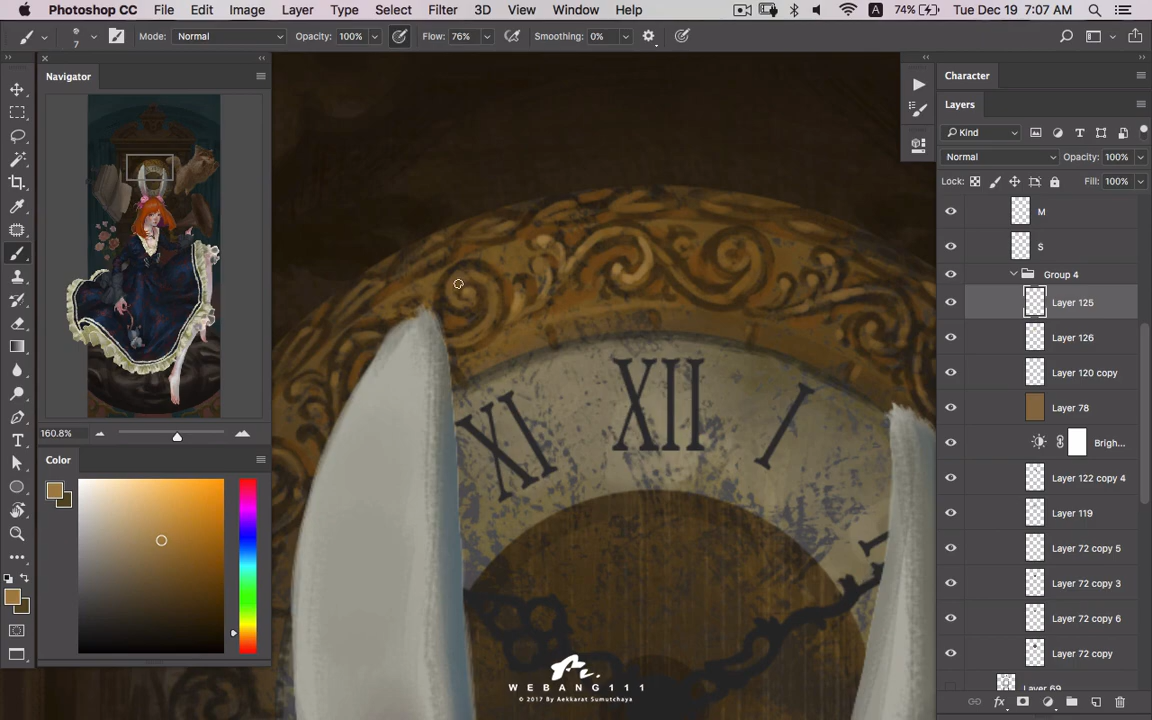 Photoshop CC File Edit Image Layer Type Select Filter 3D View Window Help A 74% Tue Dec 19 7:07 AM
7 Mode: Normal Opacity: 100% Flow: 76% Smoothing: 0%
Navigator
160.8%
Color
XI XII I
WEBANG111
© 2017 By Aekkarat Sumutchaya
Character
Layers
Kind
Normal Opacity: 100%
Lock: Fill: 100%
M
S
Group 4
Layer 125
Layer 126
Layer 120 copy
Layer 78
Brigh...
Layer 122 copy 4
Layer 119
Layer 72 copy 5
Layer 72 copy 3
Layer 72 copy 6
Layer 72 copy
Layer 69
fx